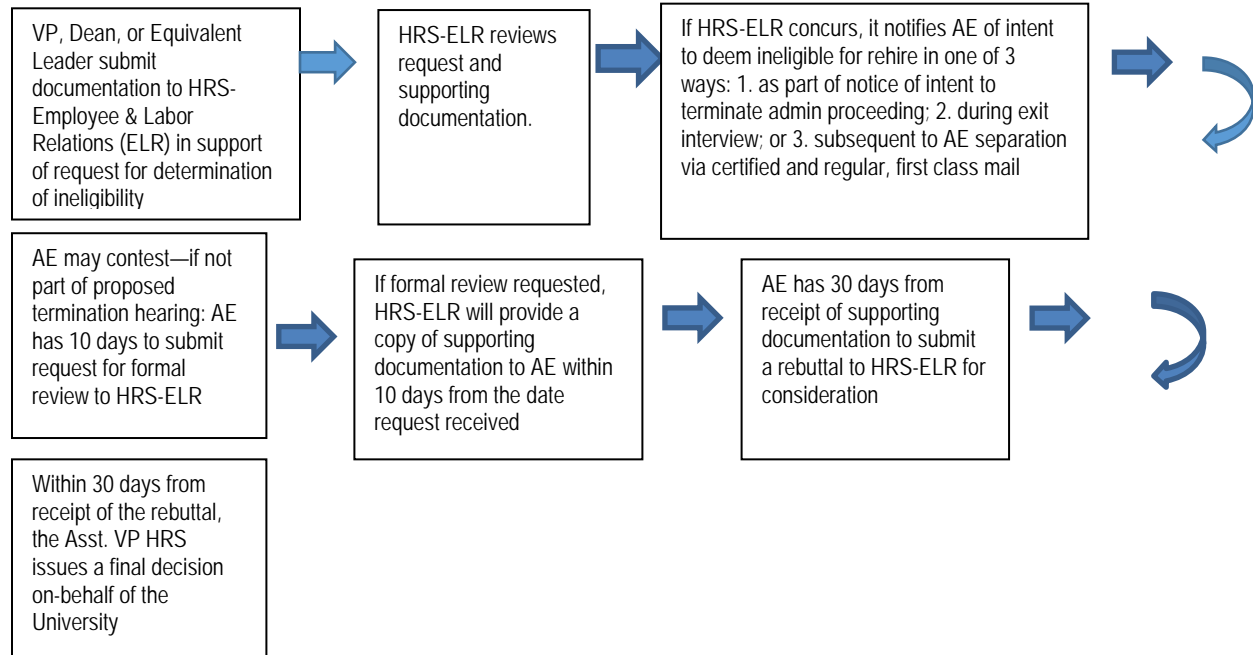 VP, Dean, or Equivalent
Leader submit
documentation to HRS-
Employee & Labor
Relations (ELR) in support
of request for determination
of ineligibility
HRS-ELR reviews
request and
supporting
documentation.
If HRS-ELR concurs, it notifies AE of intent
to deem ineligible for rehire in one of 3
ways: 1. as part of notice of intent to
terminate admin proceeding; 2. during exit
interview; or 3. subsequent to AE separation
via certified and regular, first class mail
AE may contest—if not
part of proposed
termination hearing: AE
has 10 days to submit
request for formal
review to HRS-ELR
If formal review requested,
HRS-ELR will provide a
copy of supporting
documentation to AE within
10 days from the date
request received
AE has 30 days from
receipt of supporting
documentation to submit
a rebuttal to HRS-ELR for
consideration
Within 30 days from
receipt of the rebuttal,
the Asst. VP HRS
issues a final decision
on-behalf of the
University